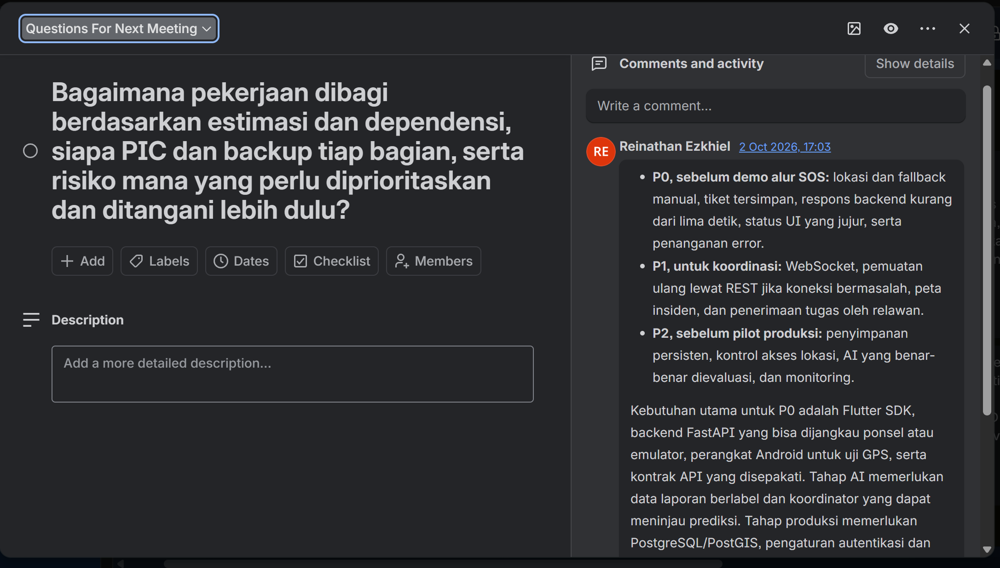 Questions For Next Meeting
Bagaimana pekerjaan dibagi
berdasarkan estimasi dan dependensi,
siapa PIC dan backup tiap bagian, serta
risiko mana yang perlu diprioritaskan
dan ditangani lebih dulu?
Add
Labels
Dates
Checklist
Members
Description
Add a more detailed description...
Comments and activity
Show details
Write a comment...
RE
Reinathan Ezkhiel 2 Oct 2026, 17:03
• P0, sebelum demo alur SOS: lokasi dan fallback
manual, tiket tersimpan, respons backend kurang
dari lima detik, status UI yang jujur, serta
penanganan error.
• P1, untuk koordinasi: WebSocket, pemuatan
ulang lewat REST jika koneksi bermasalah, peta
insiden, dan penerimaan tugas oleh relawan.
• P2, sebelum pilot produksi: penyimpanan
persisten, kontrol akses lokasi, AI yang benar-
benar dievaluasi, dan monitoring.
Kebutuhan utama untuk P0 adalah Flutter SDK,
backend FastAPI yang bisa dijangkau ponsel atau
emulator, perangkat Android untuk uji GPS, serta
kontrak API yang disepakati. Tahap AI memerlukan
data laporan berlabel dan koordinator yang dapat
meninjau prediksi. Tahap produksi memerlukan
PostgreSQL/PostGIS, pengaturan autentikasi dan